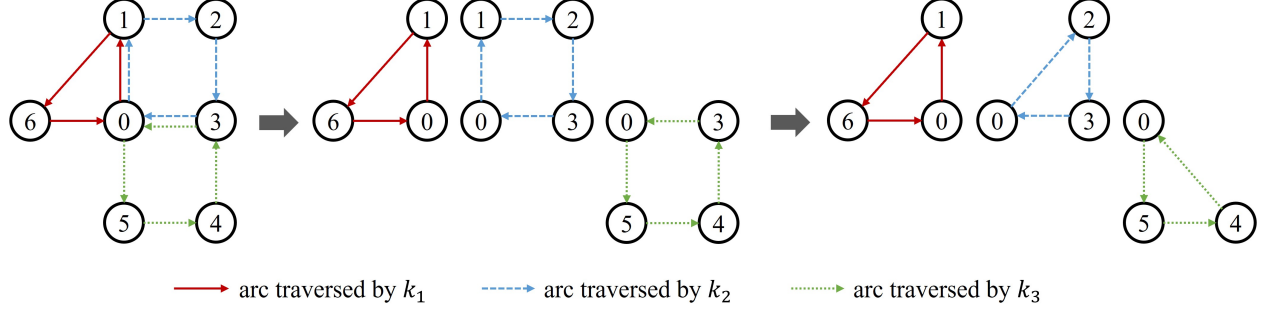 1 2 1 1 2 1 2
6 0 3 6 0 0 3 0 3 6 0 0 3 0
5 4 5 4 5 4
arc traversed by k₁ arc traversed by k₂ arc traversed by k₃